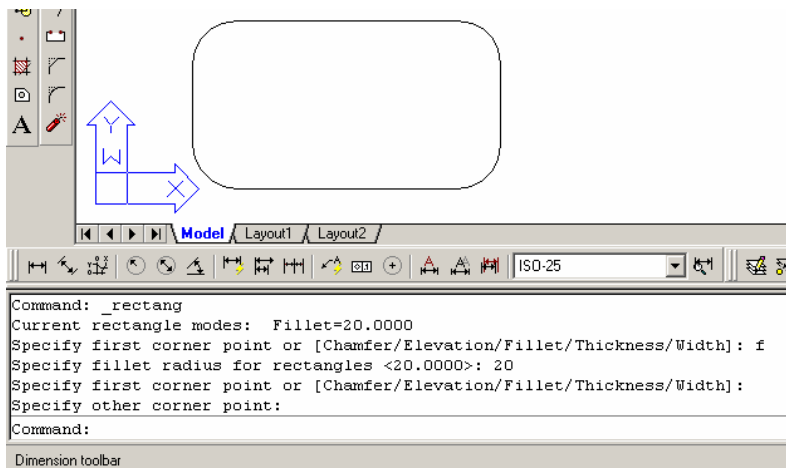 A
Y
W
X
Model Layout1 Layout2
ISO-25
Command: _rectang
Current rectangle modes:  Fillet=20.0000
Specify first corner point or [Chamfer/Elevation/Fillet/Thickness/Width]: f
Specify fillet radius for rectangles <20.0000>: 20
Specify first corner point or [Chamfer/Elevation/Fillet/Thickness/Width]:
Specify other corner point:
Command:
Dimension toolbar